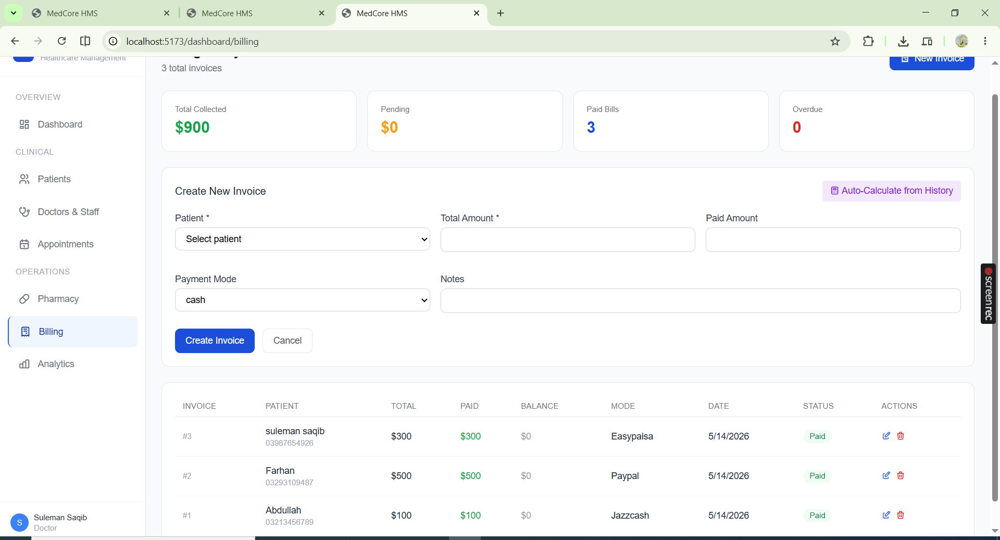 MedCore HMS
MedCore HMS
MedCore HMS
localhost:5173/dashboard/billing
Healthcare Management
OVERVIEW
Dashboard
CLINICAL
Patients
Doctors & Staff
Appointments
OPERATIONS
Pharmacy
Billing
Analytics
S
Suleman Saqib
Doctor
3 total invoices
New Invoice
Total Collected
$900
Pending
$0
Paid Bills
3
Overdue
0
Create New Invoice
Auto-Calculate from History
Patient *
Select patient
Total Amount *
Paid Amount
Payment Mode
cash
Notes
Create Invoice
Cancel
INVOICE PATIENT TOTAL PAID BALANCE MODE DATE STATUS ACTIONS
#3 suleman saqib $300 $300 $0 Easypaisa 5/14/2026 Paid
03987654926
#2 Farhan $500 $500 $0 Paypal 5/14/2026 Paid
03293109487
#1 Abdullah $100 $100 $0 Jazzcash 5/14/2026 Paid
03213456789
screenrec